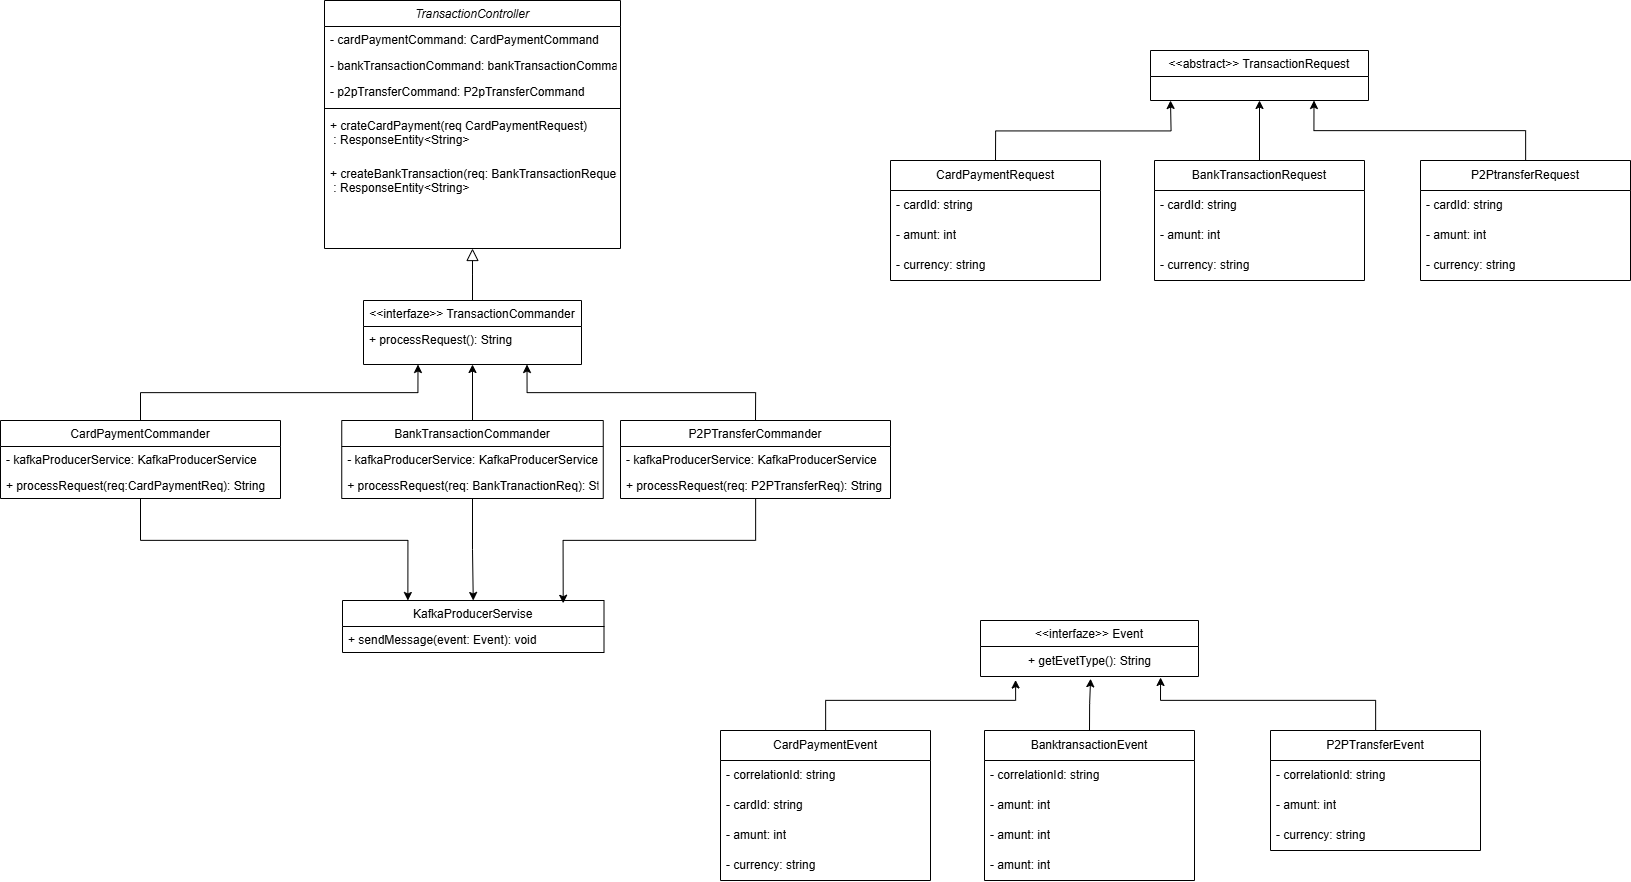 TransactionController
- cardPaymentCommand: CardPaymentCommand
- bankTransactionCommand: bankTransactionComma
- p2pTransferCommand: P2pTransferCommand
+ crateCardPayment(req CardPaymentRequest)
: ResponseEntity<String>
+ createBankTransaction(req: BankTransactionReque
: ResponseEntity<String>
<<abstract>> TransactionRequest
CardPaymentRequest
- cardId: string
- amunt: int
- currency: string
BankTransactionRequest
- cardId: string
- amunt: int
- currency: string
P2PtransferRequest
- cardId: string
- amunt: int
- currency: string
<<interfaze>> TransactionCommander
+ processRequest(): String
CardPaymentCommander
- kafkaProducerService: KafkaProducerService
+ processRequest(req:CardPaymentReq): String
BankTransactionCommander
- kafkaProducerService: KafkaProducerService
+ processRequest(req: BankTranactionReq): St
P2PTransferCommander
- kafkaProducerService: KafkaProducerService
+ processRequest(req: P2PTransferReq): String
KafkaProducerServise
+ sendMessage(event: Event): void
<<interfaze>> Event
+ getEvetType(): String
CardPaymentEvent
- correlationId: string
- cardId: string
- amunt: int
- currency: string
BanktransactionEvent
- correlationId: string
- amunt: int
- amunt: int
- amunt: int
P2PTransferEvent
- correlationId: string
- amunt: int
- currency: string